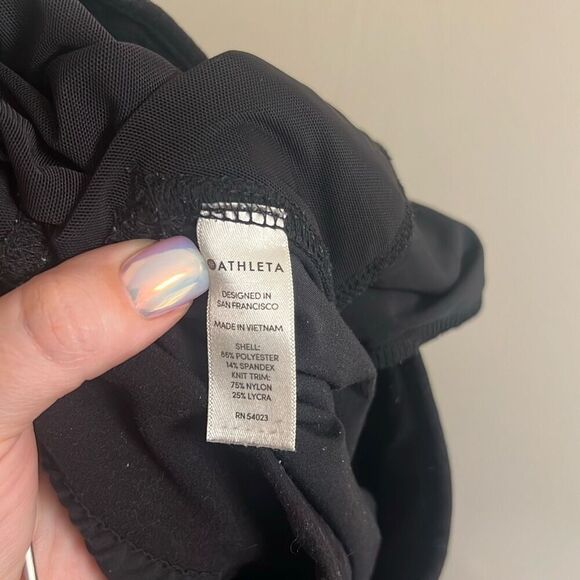 ATHLETA
DESIGNED IN
SAN FRANCISCO
MADE IN VIETNAM
SHELL:
86% POLYESTER
14% SPANDEX
KNIT TRIM:
75% NYLON
25% LYCRA
RN 54023